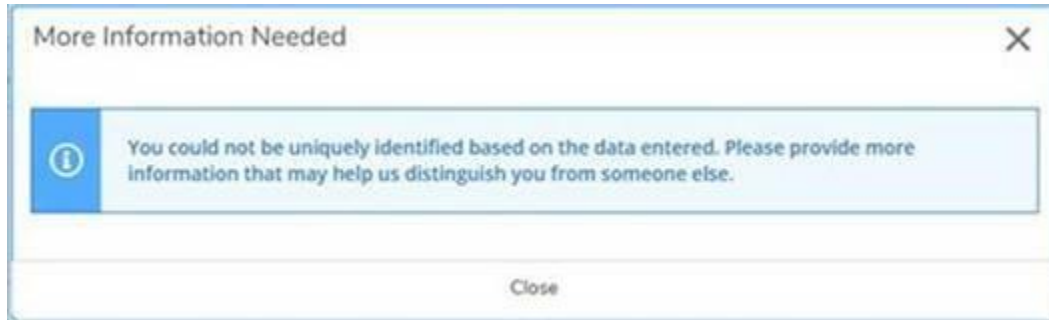 More Information Needed
You could not be uniquely identified based on the data entered. Please provide more
information that may help us distinguish you from someone else.
Close